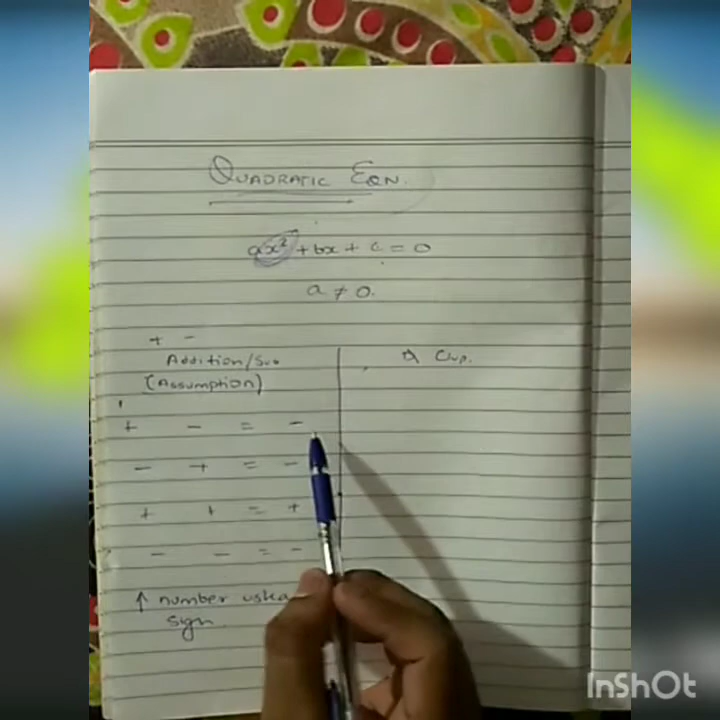 QUADRATIC EQN.
ax² + bx + c = 0
a ≠ 0.
+ -
Addition/Sub
(Assumption)
+ - = -
- + = -
+ + = +
- - = -
↑ number uska
sign.
InShOt